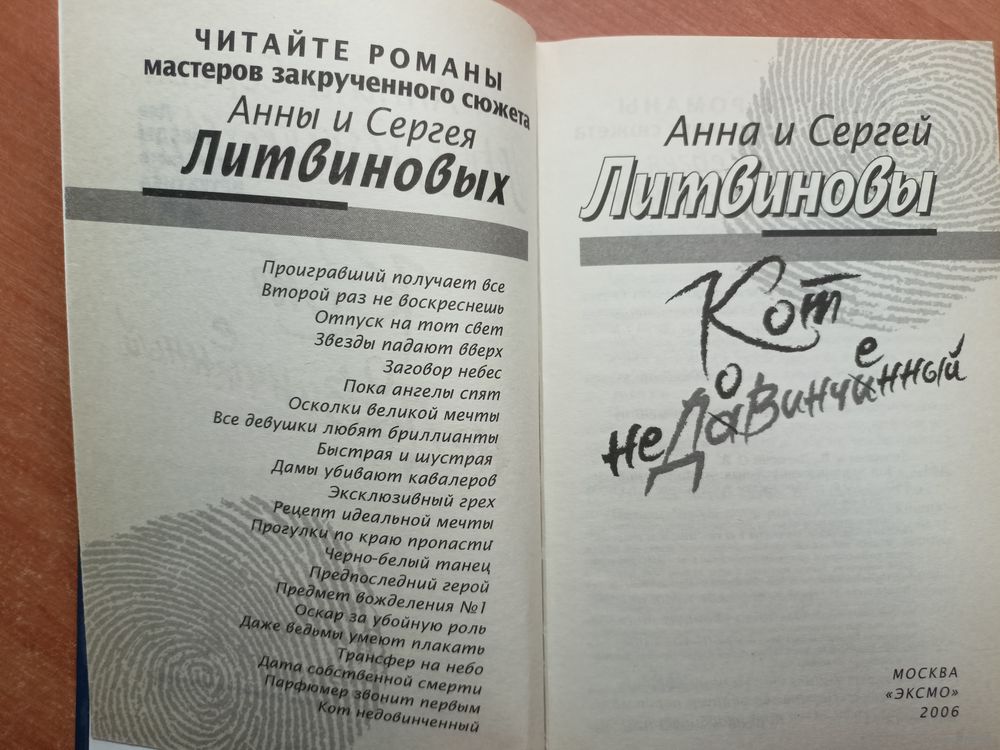 ЧИТАЙТЕ РОМАНЫ
мастеров закрученного сюжета
Анны и Сергея
Литвиновых
Проигравший получает все
Второй раз не воскреснешь
Отпуск на тот свет
Звезды падают вверх
Заговор небес
Пока ангелы спят
Осколки великой мечты
Все девушки любят бриллианты
Быстрая и шустрая
Дамы убивают кавалеров
Эксклюзивный грех
Рецепт идеальной мечты
Прогулки по краю пропасти
Черно-белый танец
Предпоследний герой
Предмет вожделения №1
Оскар за убойную роль
Даже ведьмы умеют плакать
Трансфер на небо
Дата собственной смерти
Парфюмер звонит первым
Кот недовинченный
Анна и Сергей
Литвиновы
Кот
о е
неДавинчинный
МОСКВА
«ЭКСМО»
2006